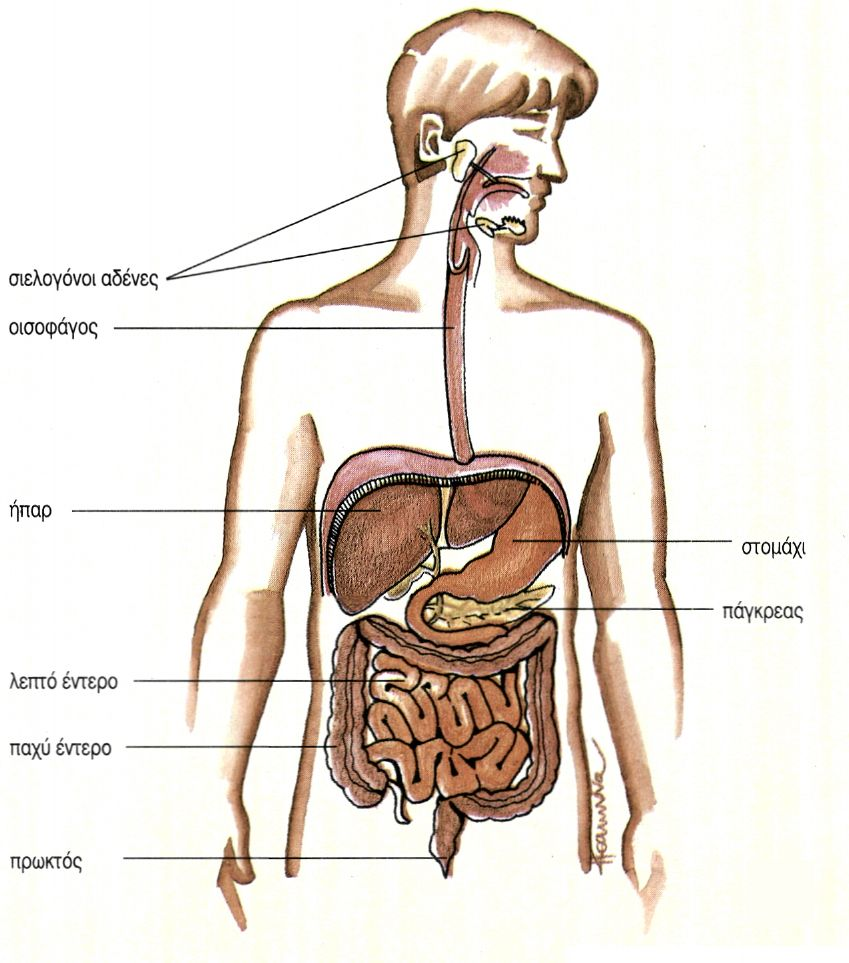 σιελογόνοι αδένες
οισοφάγος
ήπαρ
στομάχι
πάγκρεας
λεπτό έντερο
παχύ έντερο
πρωκτός